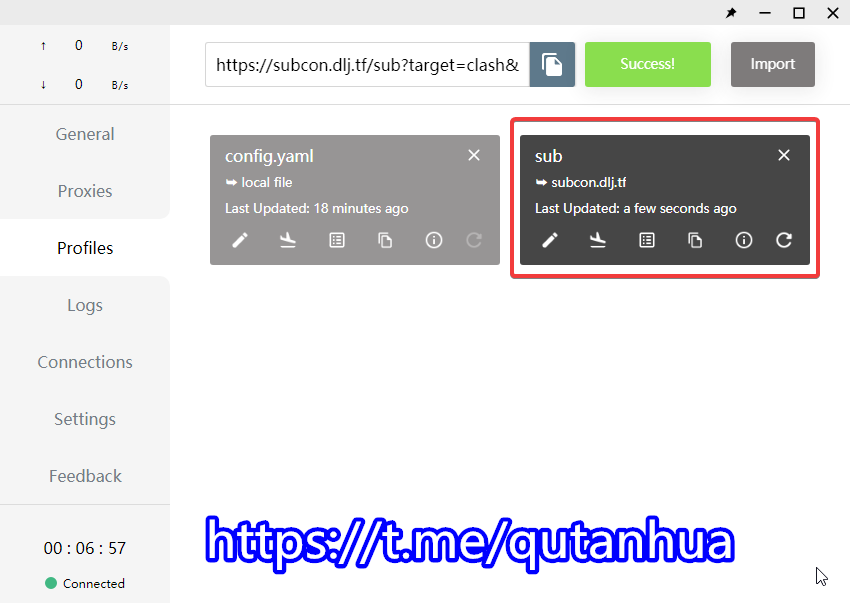 ↑ 0 B/s
↓ 0 B/s
General
Proxies
Profiles
Logs
Connections
Settings
Feedback
00 : 06 : 57
Connected
https://subcon.dlj.tf/sub?target=clash&
Success!
Import
config.yaml
local file
Last Updated: 18 minutes ago
sub
subcon.dlj.tf
Last Updated: a few seconds ago
https://t.me/qutanhua